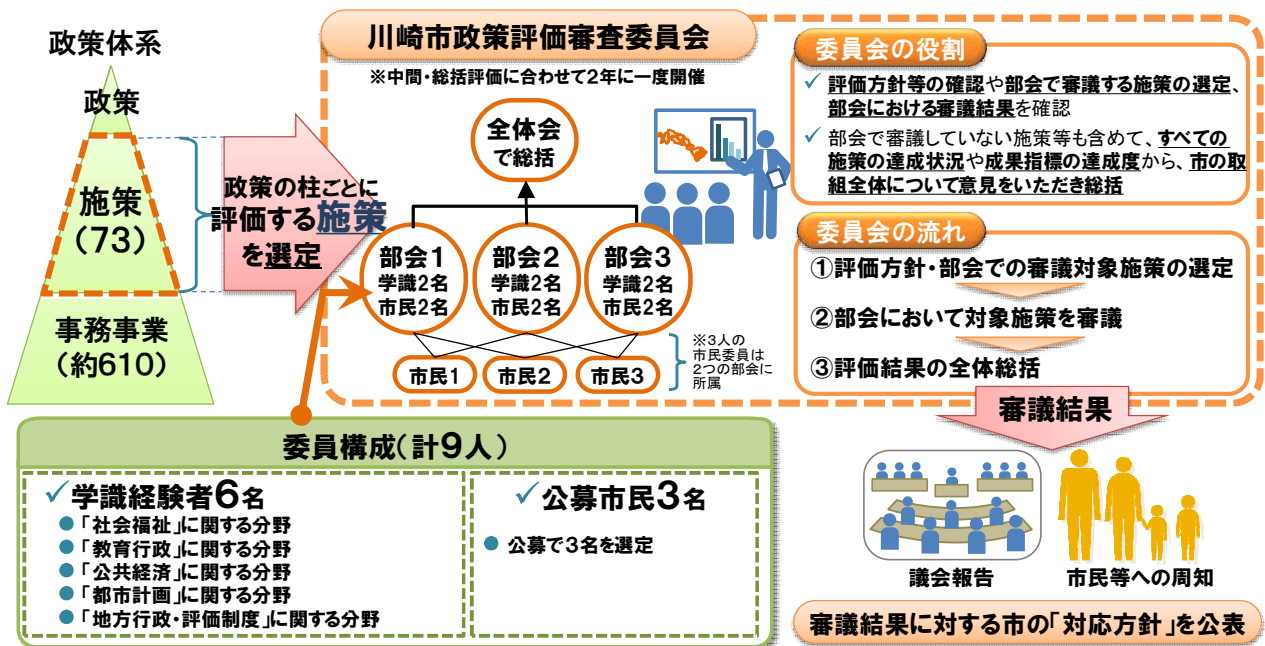 政策体系
政策
施策
(73)
事務事業
(約610)
政策の柱ごとに
評価する施策
を選定
川崎市政策評価審査委員会
※中間・総括評価に合わせて2年に一度開催
全体会
で総括
部会1
学識2名
市民2名
部会2
学識2名
市民2名
部会3
学識2名
市民2名
市民1
市民2
市民3
※3人の
市民委員は
2つの部会に
所属
委員会の役割
✓ 評価方針等の確認や部会で審議する施策の選定、
部会における審議結果を確認
✓ 部会で審議していない施策等も含めて、すべての
施策の達成状況や成果指標の達成度から、市の取
組全体について意見をいただき総括
委員会の流れ
①評価方針・部会での審議対象施策の選定
②部会において対象施策を審議
③評価結果の全体総括
審議結果
議会報告
市民等への周知
審議結果に対する市の「対応方針」を公表
委員構成(計9人)
✓学識経験者6名
●「社会福祉」に関する分野
●「教育行政」に関する分野
●「公共経済」に関する分野
●「都市計画」に関する分野
●「地方行政・評価制度」に関する分野
✓公募市民3名
● 公募で3名を選定